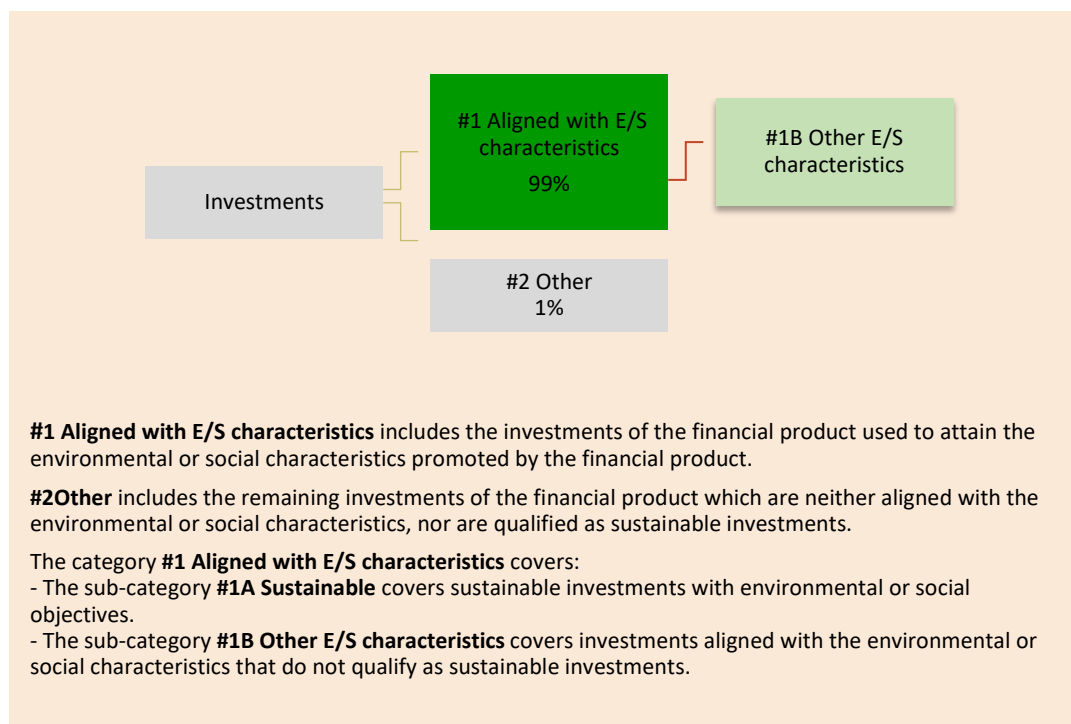 #1 Aligned with E/S
characteristics
99%
#1B Other E/S
characteristics
Investments
#2 Other
1%
#1 Aligned with E/S characteristics includes the investments of the financial product used to attain the
environmental or social characteristics promoted by the financial product.
#2Other includes the remaining investments of the financial product which are neither aligned with the
environmental or social characteristics, nor are qualified as sustainable investments.
The category #1 Aligned with E/S characteristics covers:
- The sub-category #1A Sustainable covers sustainable investments with environmental or social
objectives.
- The sub-category #1B Other E/S characteristics covers investments aligned with the environmental or
social characteristics that do not qualify as sustainable investments.